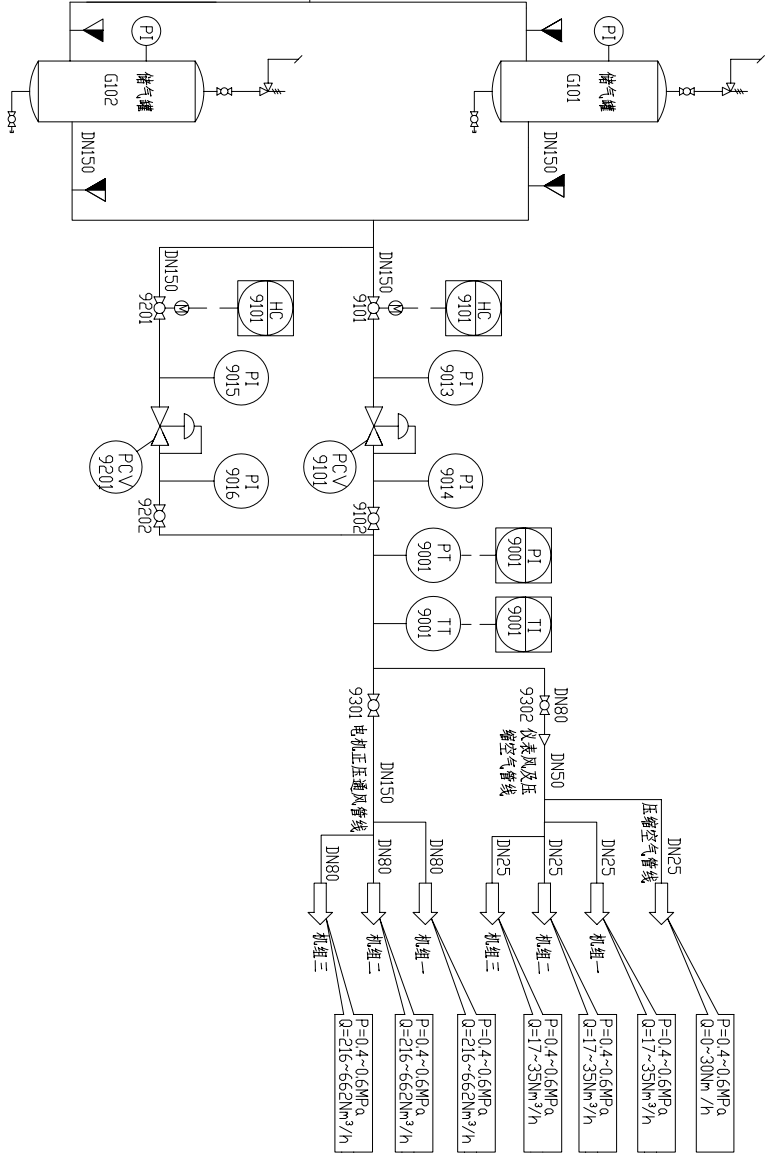 PI
储气罐
G102
DN150
PI
储气罐
G101
DN150
DN150
9201
M
HC
9101
DN150
9101
M
HC
9101
PI
9015
PI
9013
PCV
9201
PI
9016
PCV
9101
PI
9014
9202
9102
PT
9001
PI
9001
TT
9001
TI
9001
9301
电机正压通风管线
DN150
DN80
9302
仪表风及压
缩空气管线
DN50
压缩空气管线
DN25
DN80
DN80
DN80
DN25
DN25
DN25
机组三
机组二
机组一
机组三
机组二
机组一
P=0.4~0.6MPa
Q=216~662Nm³/h
P=0.4~0.6MPa
Q=216~662Nm³/h
P=0.4~0.6MPa
Q=216~662Nm³/h
P=0.4~0.6MPa
Q=17~35Nm³/h
P=0.4~0.6MPa
Q=17~35Nm³/h
P=0.4~0.6MPa
Q=17~35Nm³/h
P=0.4~0.6MPa
Q=0~30Nm /h